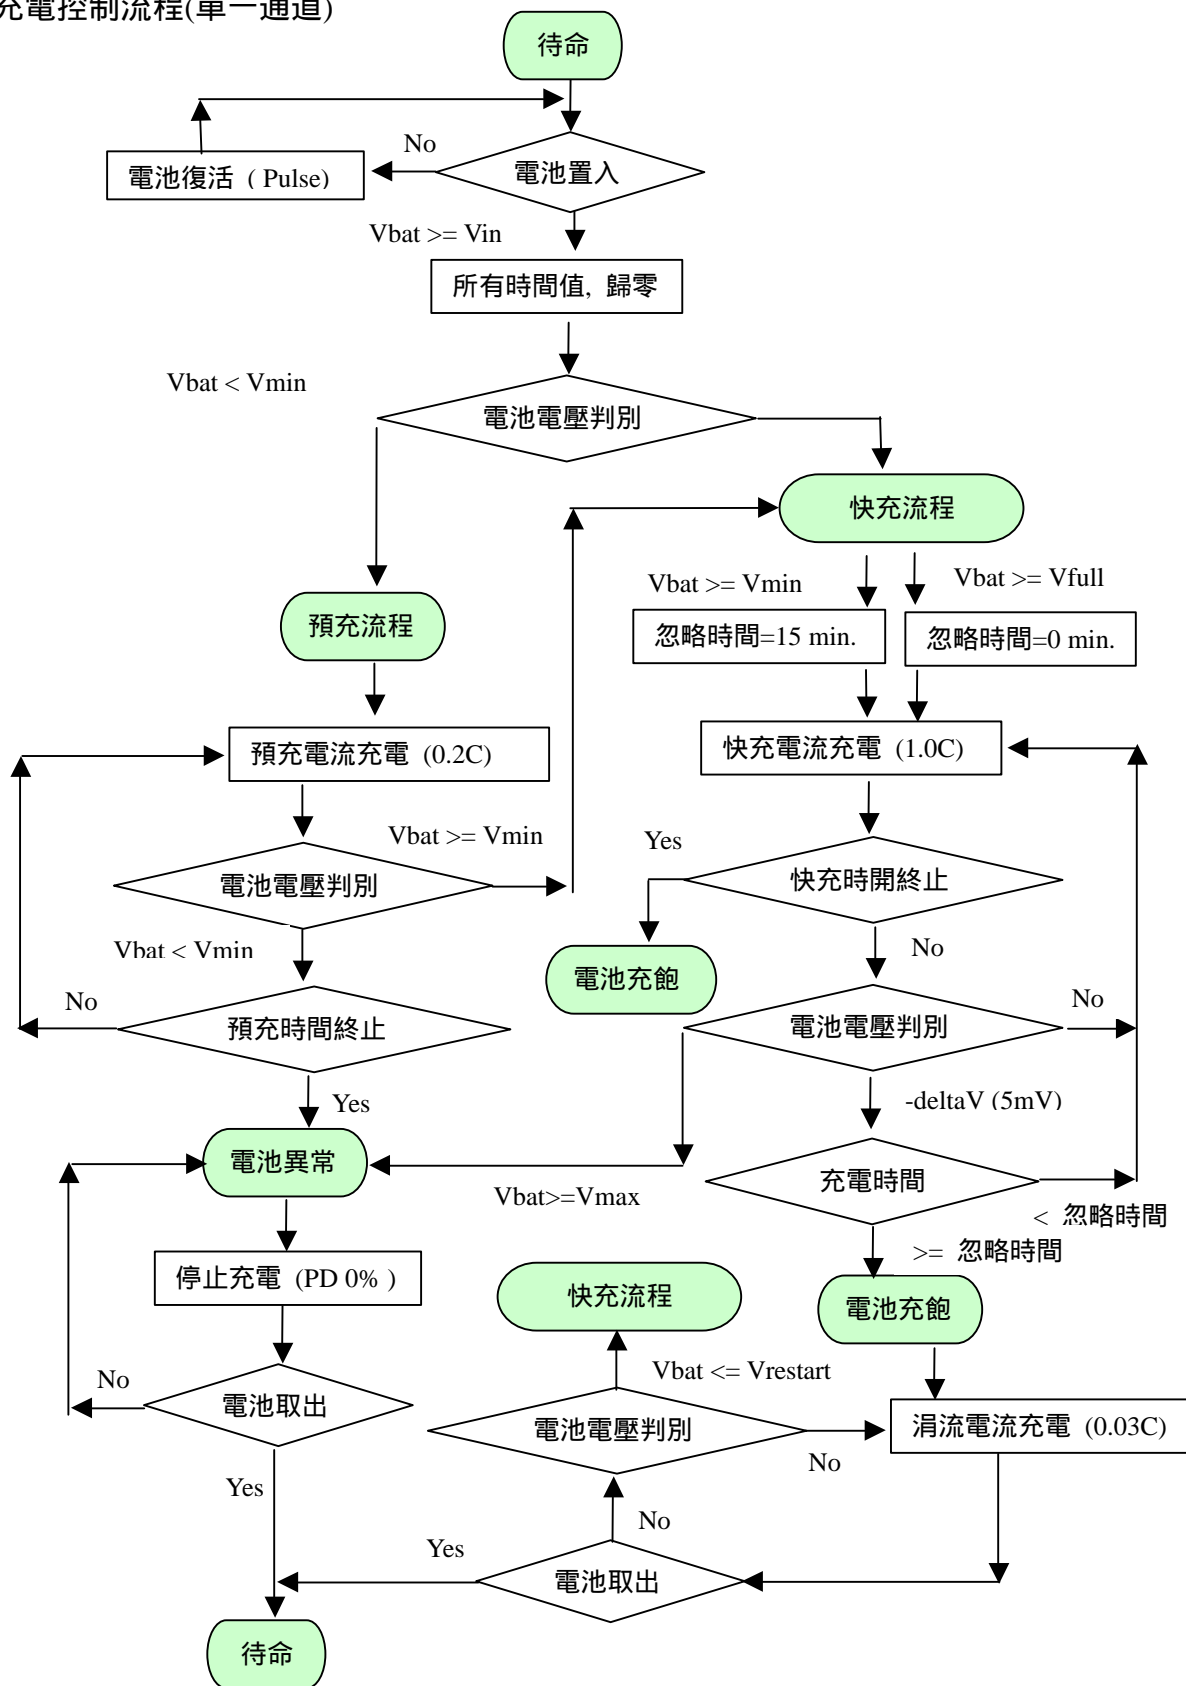 充電控制流程(單一通道)
待命
No
電池復活 ( Pulse)
電池置入
Vbat >= Vin
所有時間值, 歸零
Vbat < Vmin
電池電壓判別
快充流程
Vbat >= Vmin
Vbat >= Vfull
預充流程
忽略時間=15 min.
忽略時間=0 min.
預充電流充電 (0.2C)
快充電流充電 (1.0C)
Vbat >= Vmin
Yes
電池電壓判別
快充時開終止
Vbat < Vmin
No
電池充飽
No
No
預充時間終止
電池電壓判別
Yes
-deltaV (5mV)
電池異常
充電時間
Vbat>=Vmax
< 忽略時間
>= 忽略時間
停止充電 (PD 0% )
快充流程
電池充飽
Vbat <= Vrestart
No
電池取出
電池電壓判別
涓流電流充電 (0.03C)
No
Yes
No
Yes
電池取出
待命